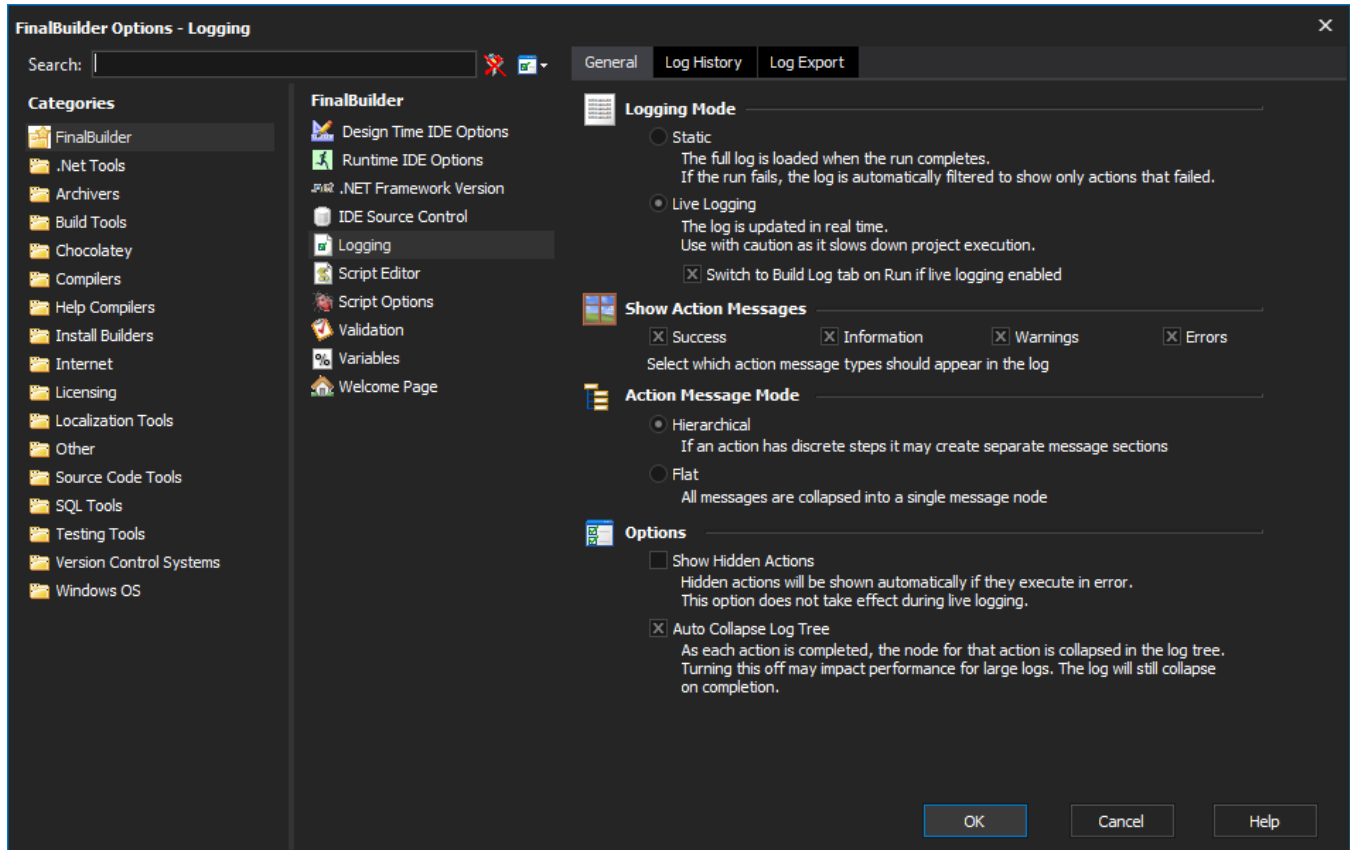 FinalBuilder Options - Logging
Search:
Categories
FinalBuilder
.Net Tools
Archivers
Build Tools
Chocolatey
Compilers
Help Compilers
Install Builders
Internet
Licensing
Localization Tools
Other
Source Code Tools
SQL Tools
Testing Tools
Version Control Systems
Windows OS
FinalBuilder
Design Time IDE Options
Runtime IDE Options
.NET Framework Version
IDE Source Control
Logging
Script Editor
Script Options
Validation
Variables
Welcome Page
General Log History Log Export
Logging Mode
Static
The full log is loaded when the run completes.
If the run fails, the log is automatically filtered to show only actions that failed.
Live Logging
The log is updated in real time.
Use with caution as it slows down project execution.
Switch to Build Log tab on Run if live logging enabled
Show Action Messages
Success Information Warnings Errors
Select which action message types should appear in the log
Action Message Mode
Hierarchical
If an action has discrete steps it may create separate message sections
Flat
All messages are collapsed into a single message node
Options
Show Hidden Actions
Hidden actions will be shown automatically if they execute in error.
This option does not take effect during live logging.
Auto Collapse Log Tree
As each action is completed, the node for that action is collapsed in the log tree.
Turning this off may impact performance for large logs. The log will still collapse
on completion.
OK Cancel Help